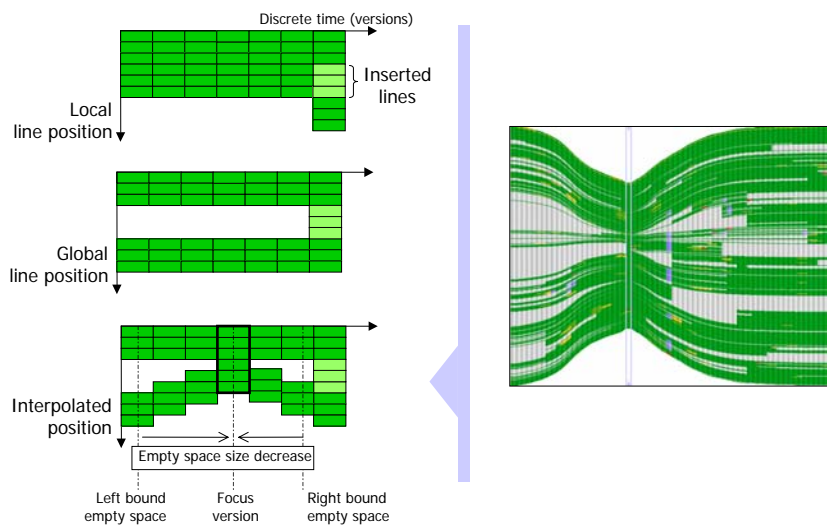 Discrete time (versions)
Inserted
lines
Local
line position
Global
line position
Interpolated
position
Empty space size decrease
Left bound
empty space
Focus
version
Right bound
empty space